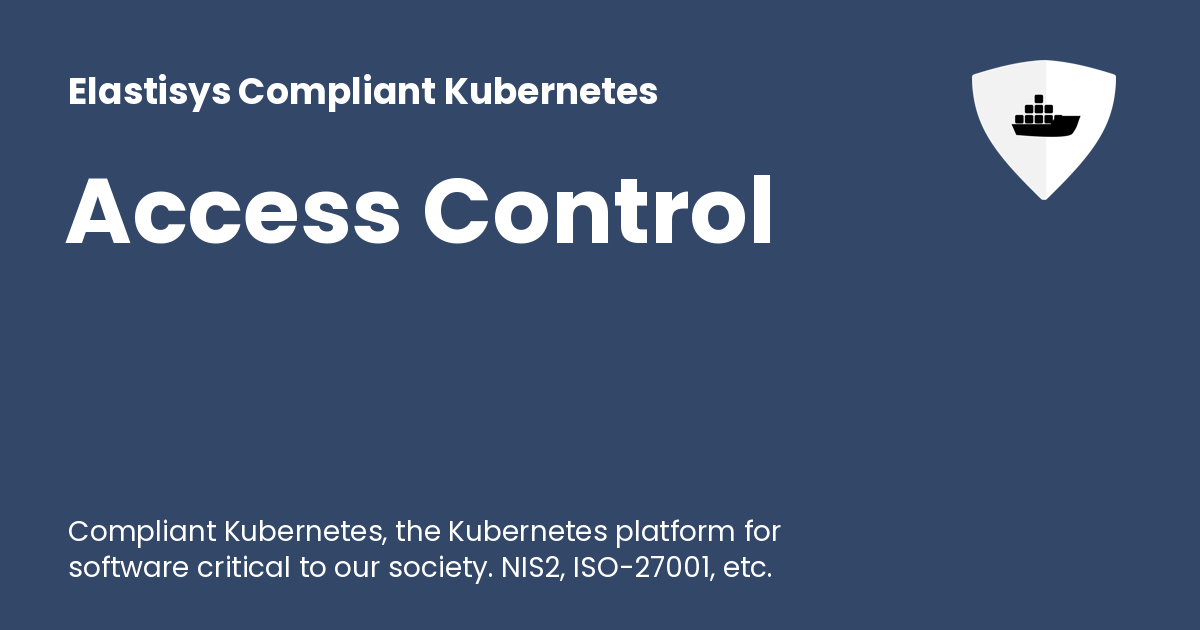 Elastisys Compliant Kubernetes
Access Control
Compliant Kubernetes, the Kubernetes platform for
software critical to our society. NIS2, ISO-27001, etc.